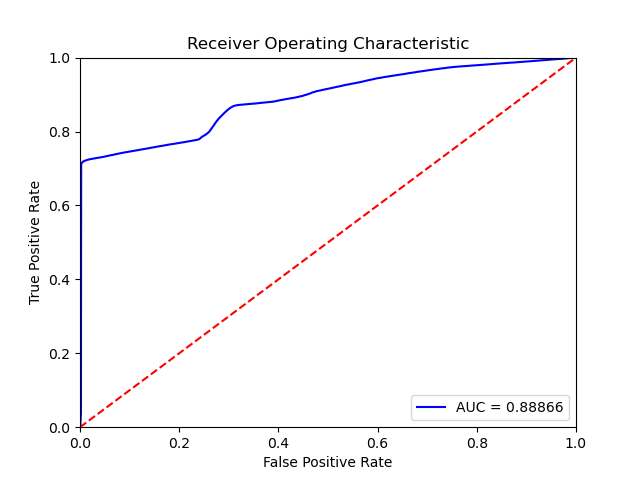 Receiver Operating Characteristic
True Positive Rate
1.0
0.8
0.6
0.4
0.2
0.0
AUC = 0.88866
0.0 0.2 0.4 0.6 0.8 1.0
False Positive Rate